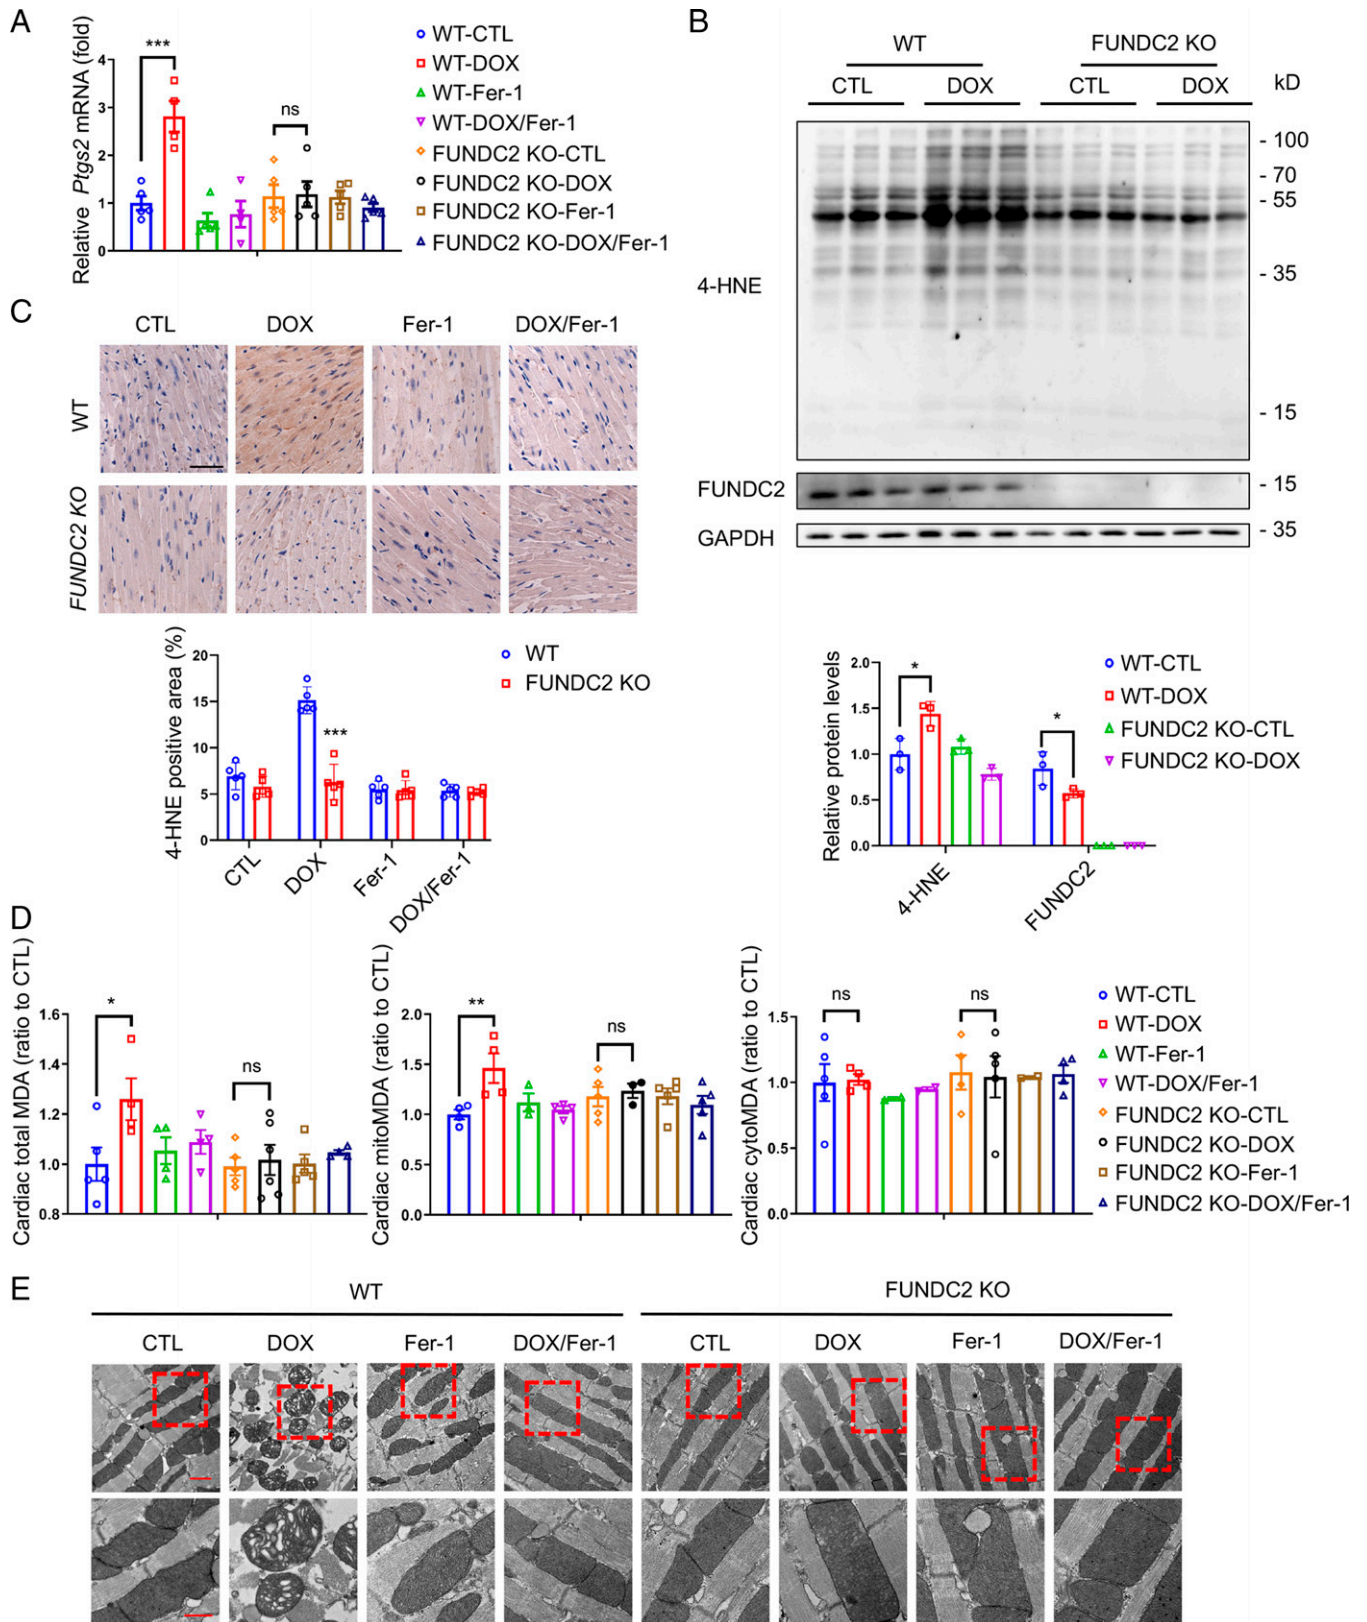 A
Relative Ptgs2 mRNA (fold)
4
3
2
1
0
***
ns
WT-CTL
WT-DOX
WT-Fer-1
WT-DOX/Fer-1
FUNDC2 KO-CTL
FUNDC2 KO-DOX
FUNDC2 KO-Fer-1
FUNDC2 KO-DOX/Fer-1
B
WT FUNDC2 KO
CTL DOX CTL DOX kD
4-HNE
- 100
- 70
- 55
- 35
- 15
FUNDC2 - 15
GAPDH - 35
Relative protein levels
2.0
1.5
1.0
0.5
0.0
*
*
4-HNE FUNDC2
WT-CTL
WT-DOX
FUNDC2 KO-CTL
FUNDC2 KO-DOX
C
CTL DOX Fer-1 DOX/Fer-1
WT
FUNDC2 KO
4-HNE positive area (%)
20
15
10
5
0
***
CTL DOX Fer-1 DOX/Fer-1
WT
FUNDC2 KO
D
Cardiac total MDA (ratio to CTL)
1.6
1.4
1.2
1.0
0.8
*
ns
Cardiac mitoMDA (ratio to CTL)
2.0
1.5
1.0
0.5
0.0
**
ns
Cardiac cytoMDA (ratio to CTL)
1.5
1.0
0.5
0.0
ns
ns
WT-CTL
WT-DOX
WT-Fer-1
WT-DOX/Fer-1
FUNDC2 KO-CTL
FUNDC2 KO-DOX
FUNDC2 KO-Fer-1
FUNDC2 KO-DOX/Fer-1
E
WT FUNDC2 KO
CTL DOX Fer-1 DOX/Fer-1 CTL DOX Fer-1 DOX/Fer-1